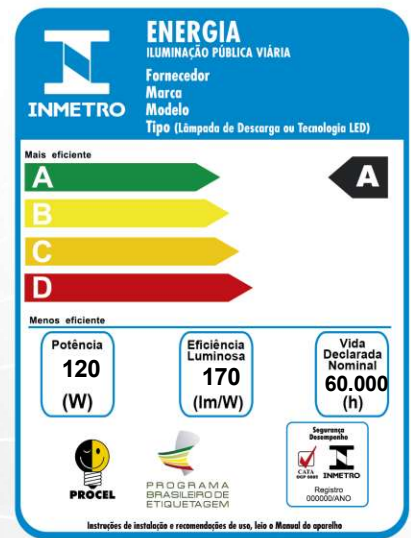 ENERGIA
ILUMINAÇÃO PÚBLICA VIÁRIA
Fornecedor
Marca
Modelo
Tipo (Lâmpada de Descarga ou Tecnologia LED)
INMETRO
Mais eficiente
A
A
B
C
D
Menos eficiente
Potência
120
(W)
Eficiência
Luminosa
170
(lm/W)
Vida
Declarada
Nominal
60.000
(h)
PROCEL
PROGRAMA
BRASILEIRO DE
ETIQUETAGEM
Segurança
Desempenho
INMETRO
Registro
000000/ANO
Instruções de instalação e recomendações de uso, leio o Manual do aparelho